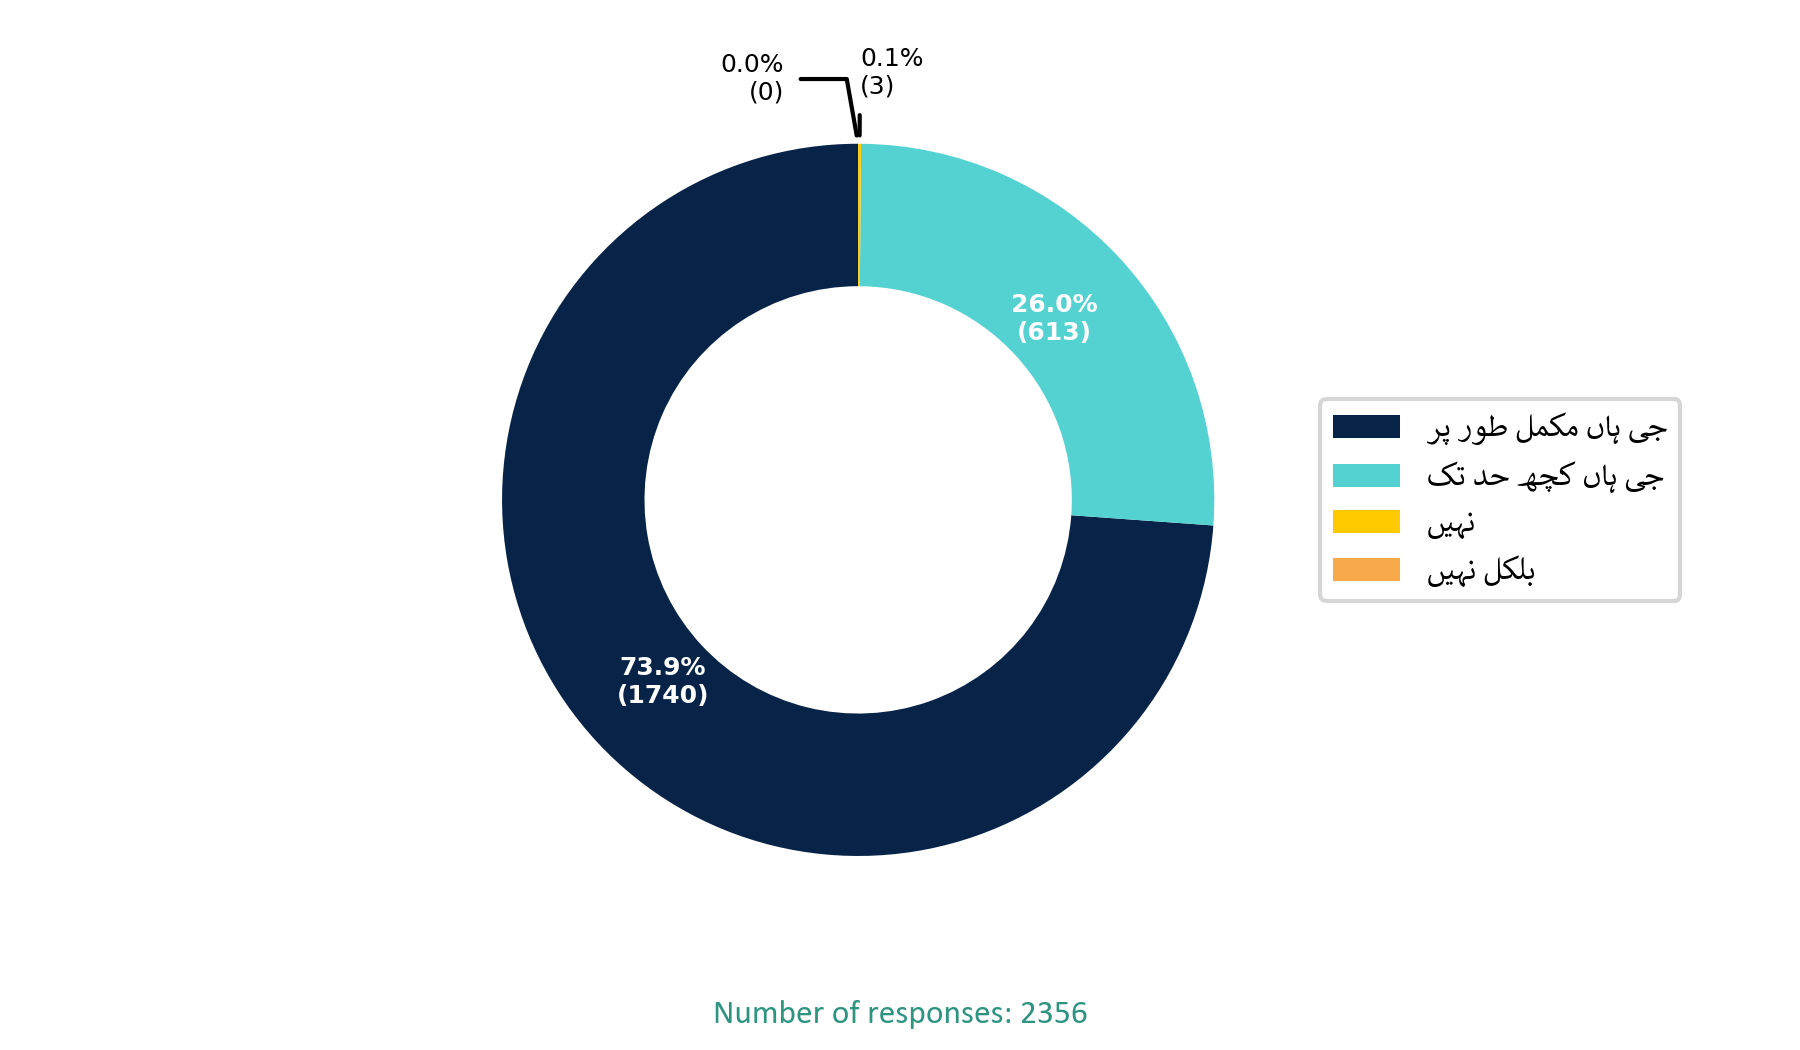 0.0%
(0)
0.1%
(3)
26.0%
(613)
73.9%
(1740)
جی ہاں مکمل طور پر
جی ہاں کچھ حد تک
نہیں
بلکل نہیں
Number of responses: 2356